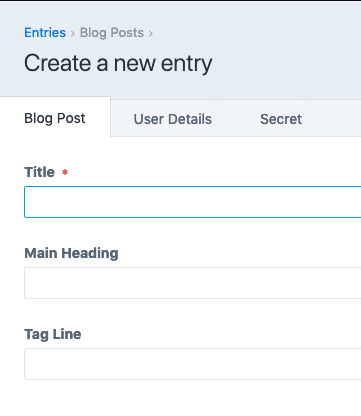 Entries › Blog Posts ›
Create a new entry
Blog Post User Details Secret
Title *
Main Heading
Tag Line